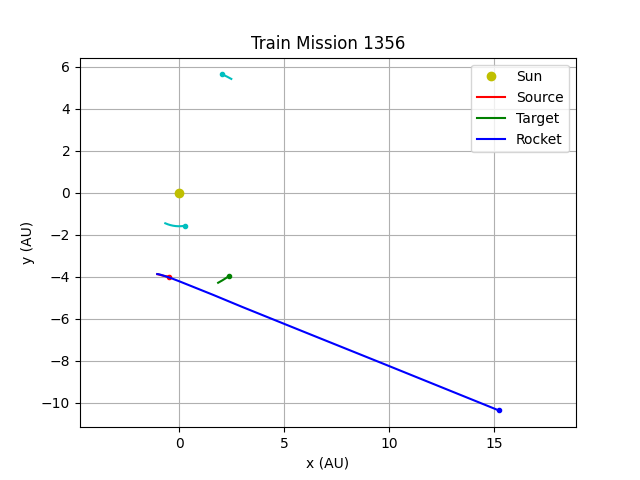 Train Mission 1356
Sun
Source
Target
Rocket
y (AU)
6
4
2
0
−2
−4
−6
−8
−10
0
5
10
15
x (AU)